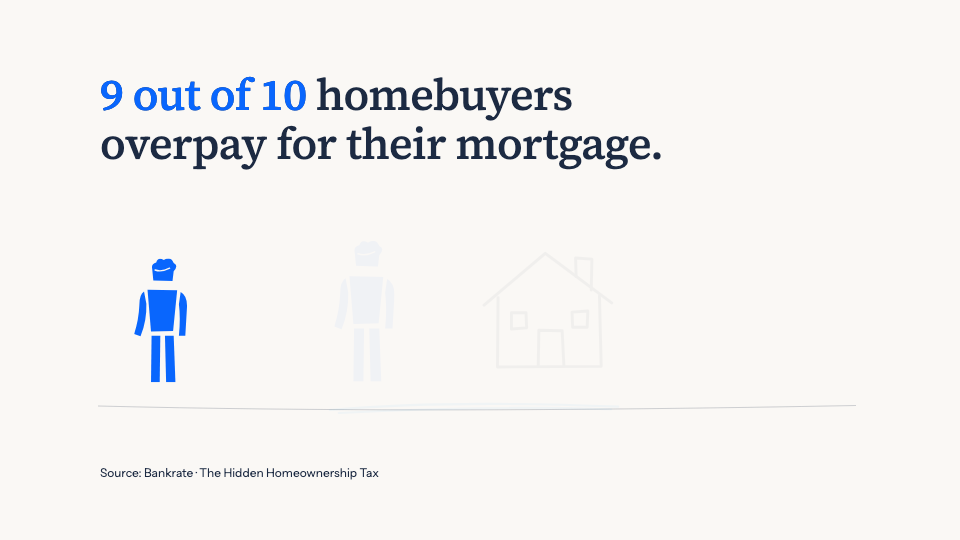 9 out of 10 homebuyers
overpay for their mortgage.
Source: Bankrate · The Hidden Homeownership Tax